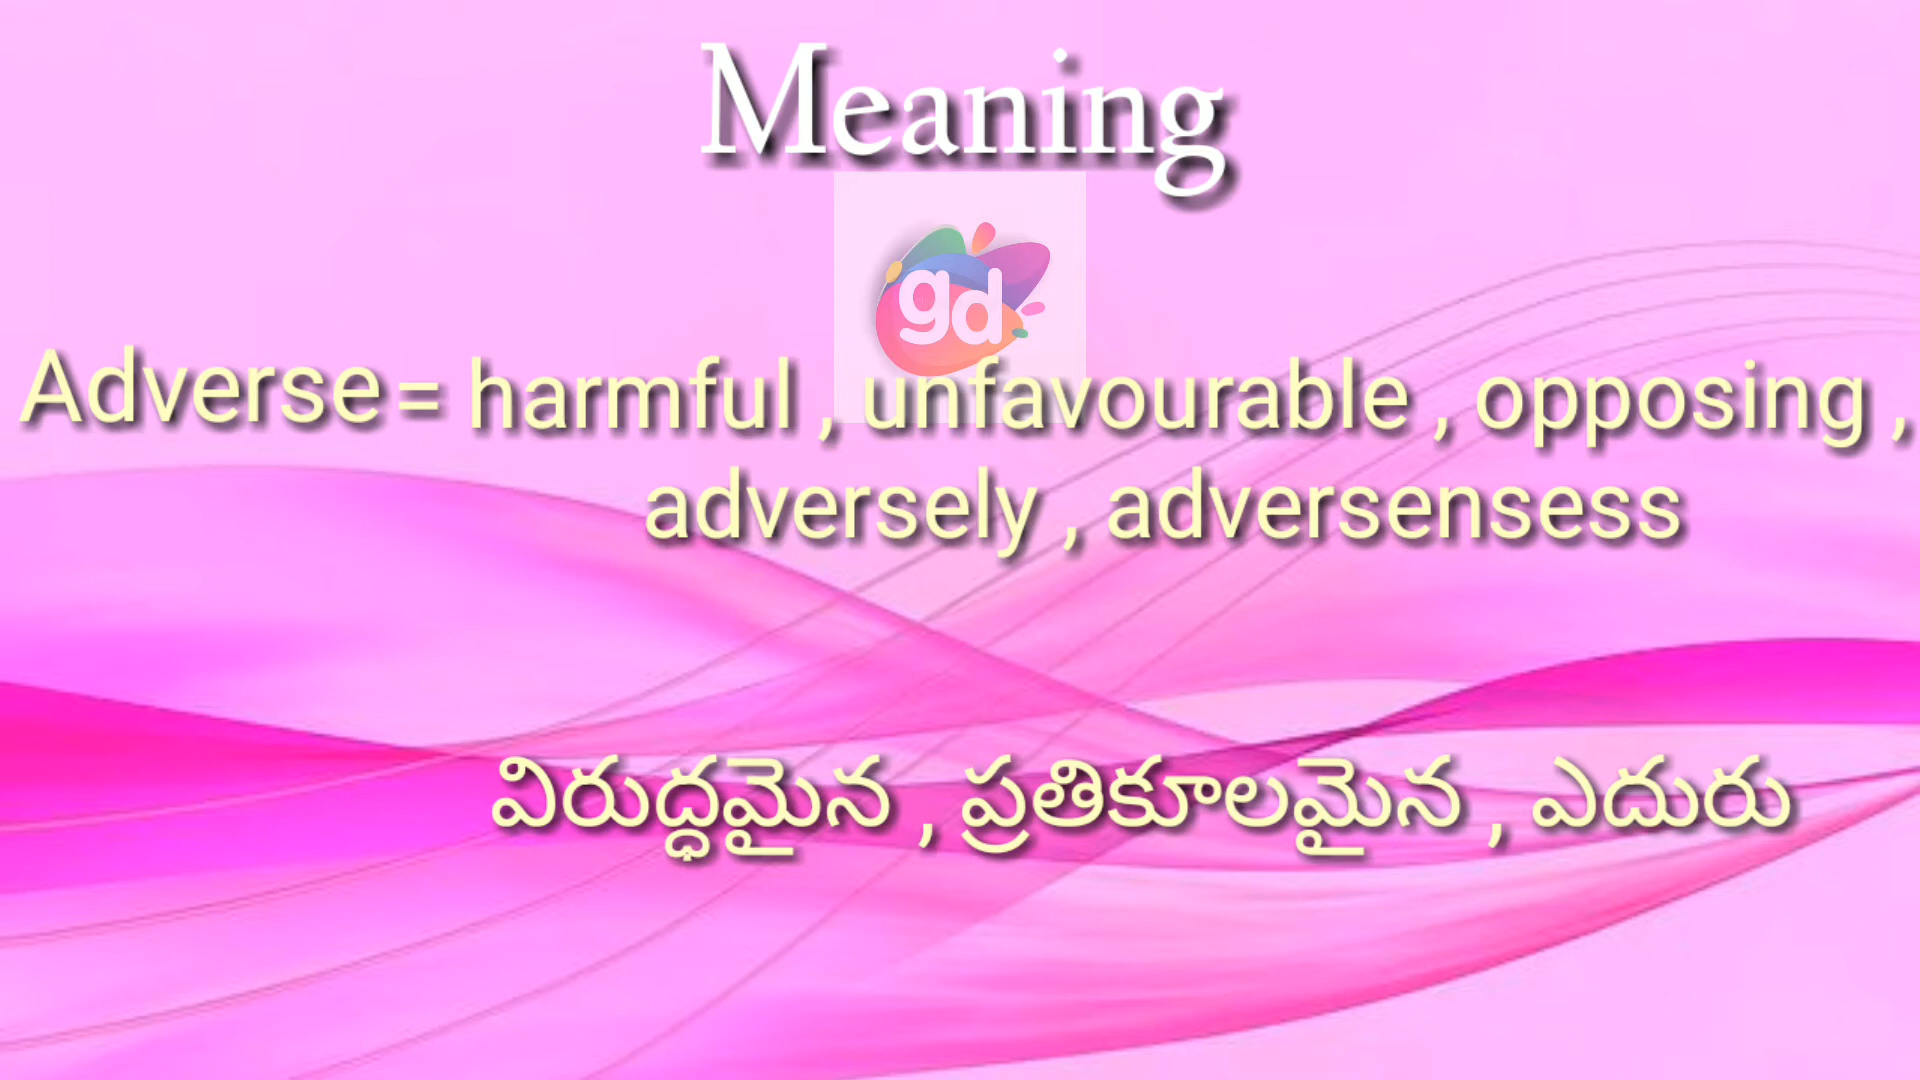 Meaning
gd
Adverse = harmful , unfavourable , opposing ,
adversely , adversensess
విరుద్ధమైన , ప్రతికూలమైన , ఎదురు